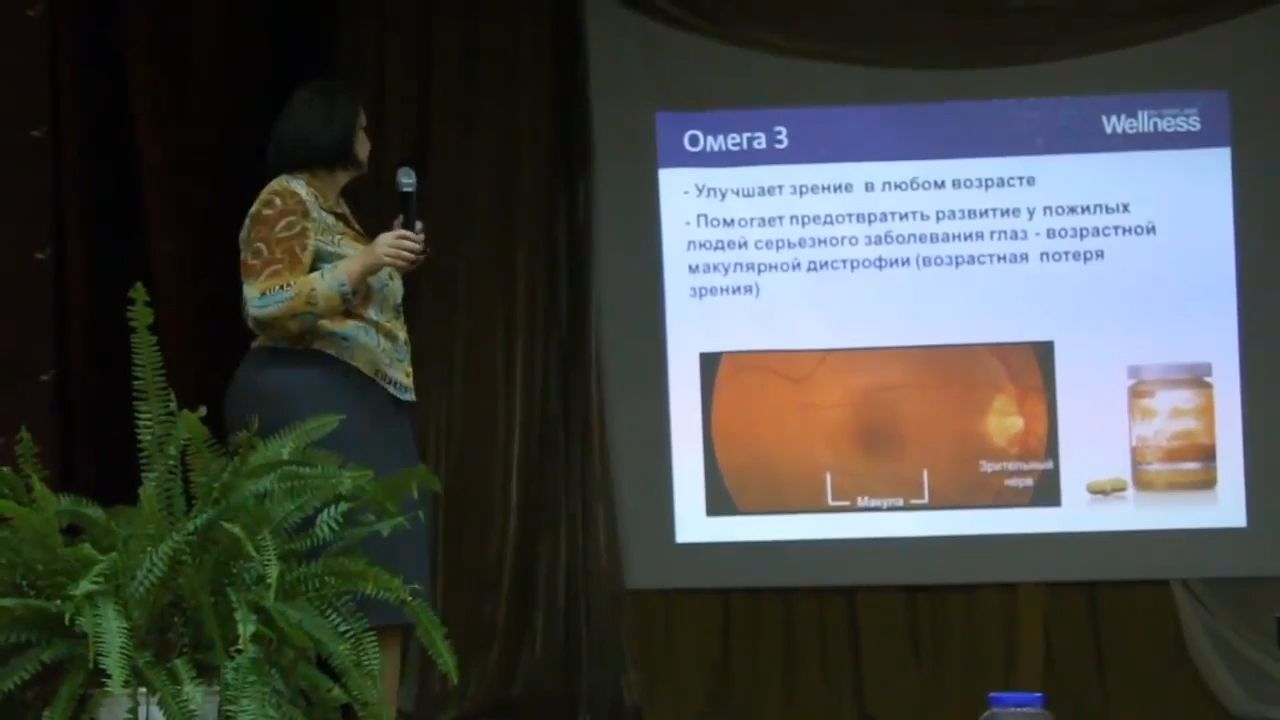 Омега 3
Wellness
- Улучшает зрение в любом возрасте
- Помогает предотвратить развитие у пожилых
людей серьезного заболевания глаз - возрастной
макулярной дистрофии (возрастная потеря
зрения)
Зрительный
нерв
Макула